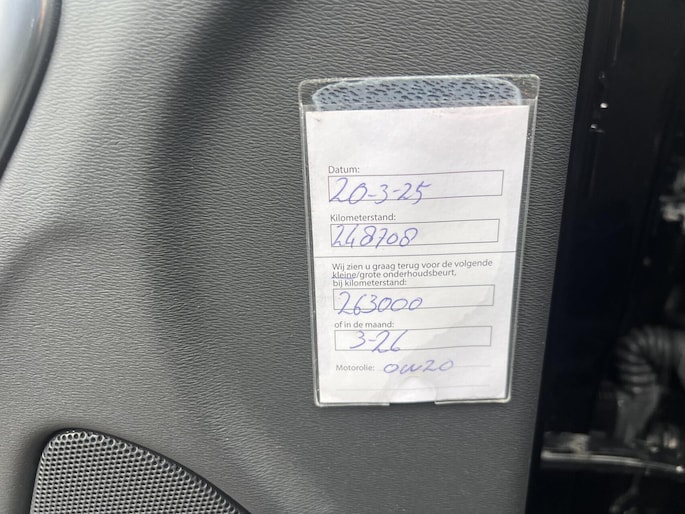 Datum:
20-3-25
Kilometerstand:
248708
Wij zien u graag terug voor de volgende
kleine/grote onderhoudsbeurt,
bij kilometerstand:
263000
of in de maand:
3-26
Motorolie: 0w20